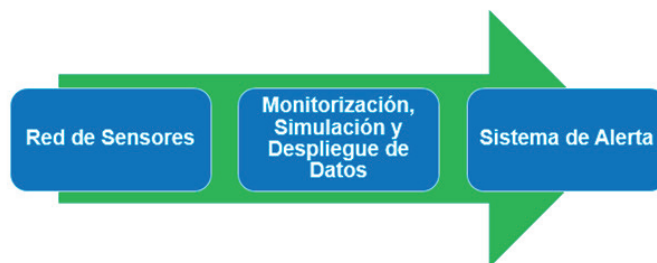 Red de Sensores
Monitorización,
Simulación y
Despliegue de
Datos
Sistema de Alerta